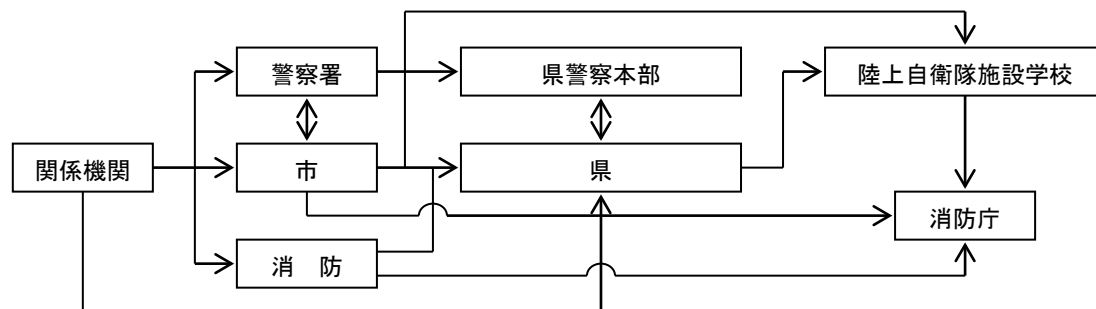 警察署
県警察本部
陸上自衛隊施設学校
関係機関
市
県
消防庁
消　防